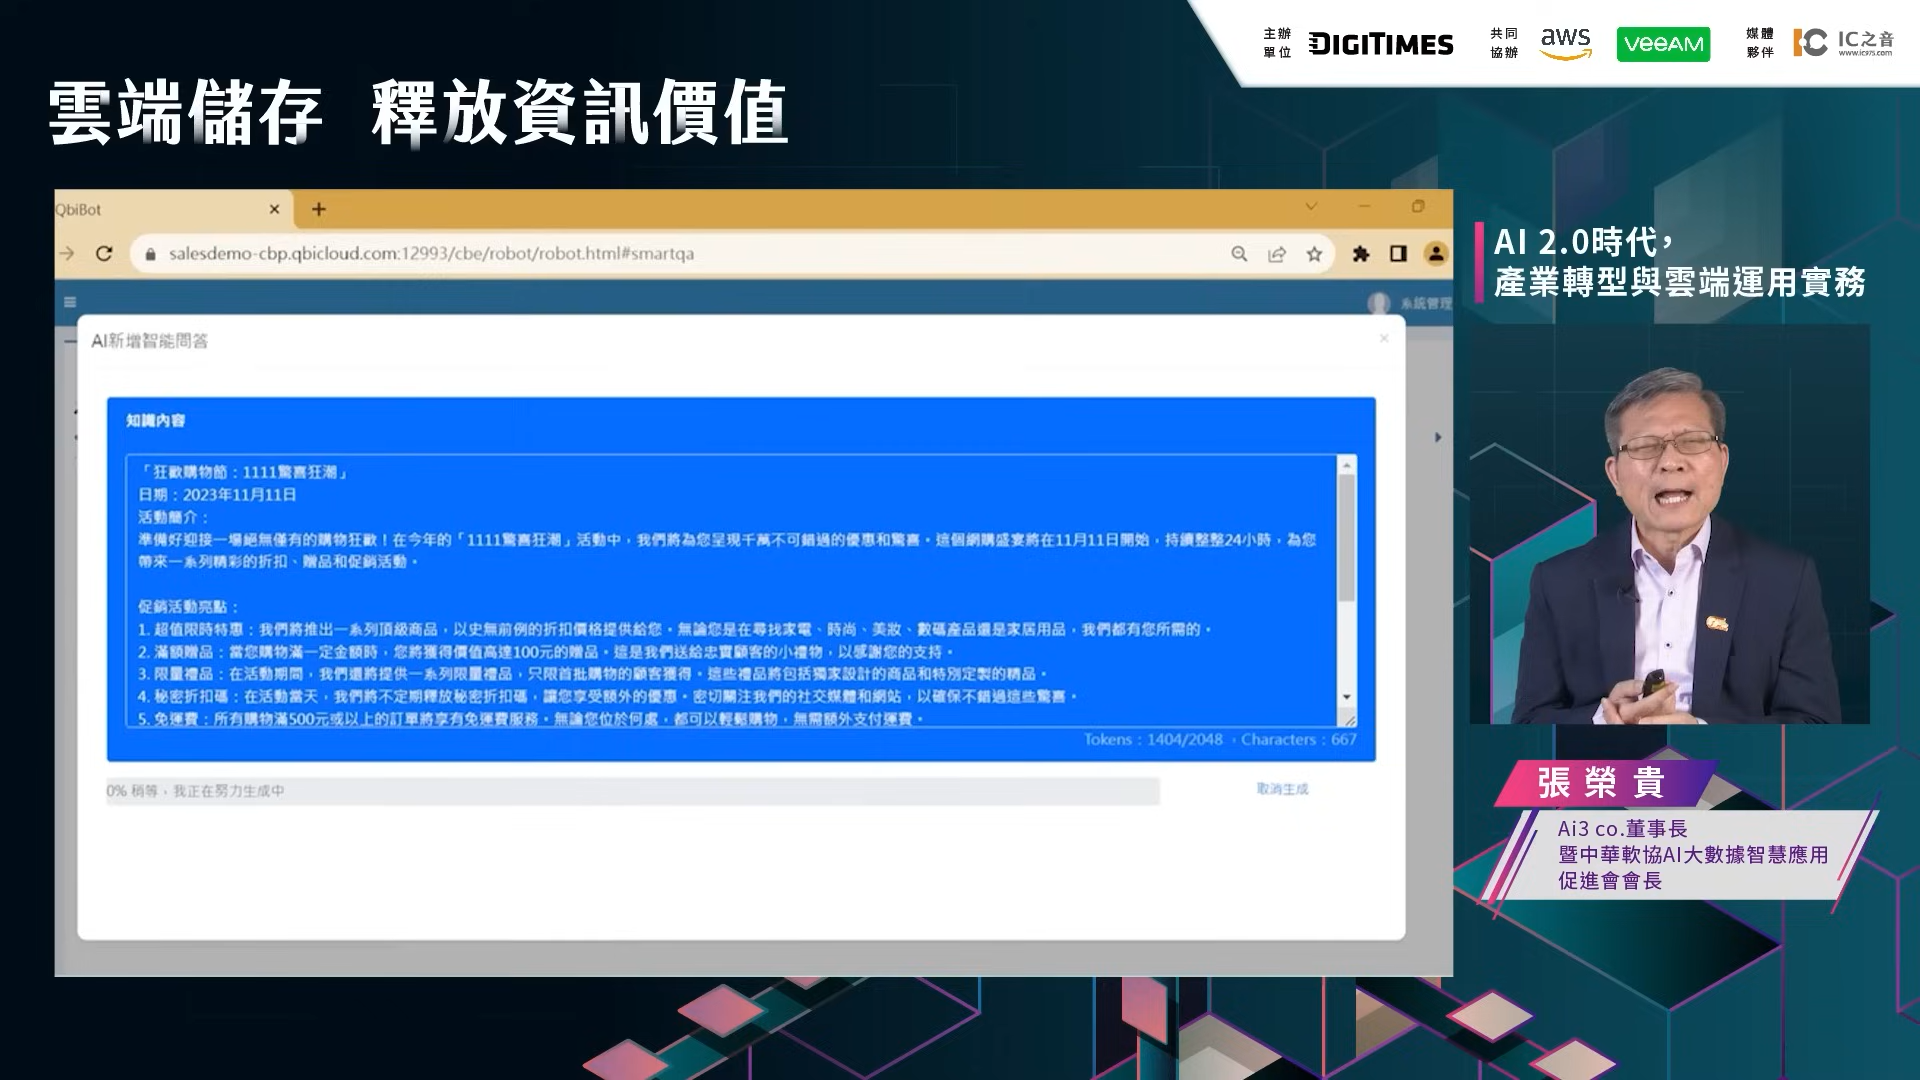 主辦
單位
DIGITIMES
共同
協辦
aws
veeAM
媒體
夥伴
IC之音
www.ic975.com
雲端儲存 釋放資訊價值
QbiBot
salesdemo-cbp.qbicloud.com:12993/cbe/robot/robot.html#smartqa
系統管理
AI新增智能問答
知識內容
「狂歡購物節：1111驚喜狂潮」
日期：2023年11月11日
活動簡介：
準備好迎接一場絕無僅有的購物狂歡！在今年的「1111驚喜狂潮」活動中，我們將為您呈現千萬不可錯過的優惠和驚喜。這個網購盛宴將在11月11日開始，持續整整24小時，為您
帶來一系列精彩的折扣、贈品和促銷活動。
促銷活動亮點：
1. 超值限時特惠：我們將推出一系列頂級商品，以史無前例的折扣價格提供給您。無論您是在尋找家電、時尚、美妝、數碼產品還是家居用品，我們都有您所需的。
2. 滿額贈品：當您購物滿一定金額時，您將獲得價值高達100元的贈品。這是我們送給忠實顧客的小禮物，以感謝您的支持。
3. 限量禮品：在活動期間，我們還將提供一系列限量禮品，只限首批購物的顧客獲得。這些禮品將包括獨家設計的商品和特別定製的精品。
4. 秘密折扣碼：在活動當天，我們將不定期釋放秘密折扣碼，讓您享受額外的優惠。密切關注我們的社交媒體和網站，以確保不錯過這些驚喜。
5. 免運費：所有購物滿500元或以上的訂單將享有免運費服務。無論您位於何處，都可以輕鬆購物，無需額外支付運費。
Tokens：1404/2048 ，Characters：667
0% 稍等，我正在努力生成中
取消生成
AI 2.0時代，
產業轉型與雲端運用實務
張榮貴
Ai3 co.董事長
暨中華軟協AI大數據智慧應用
促進會會長